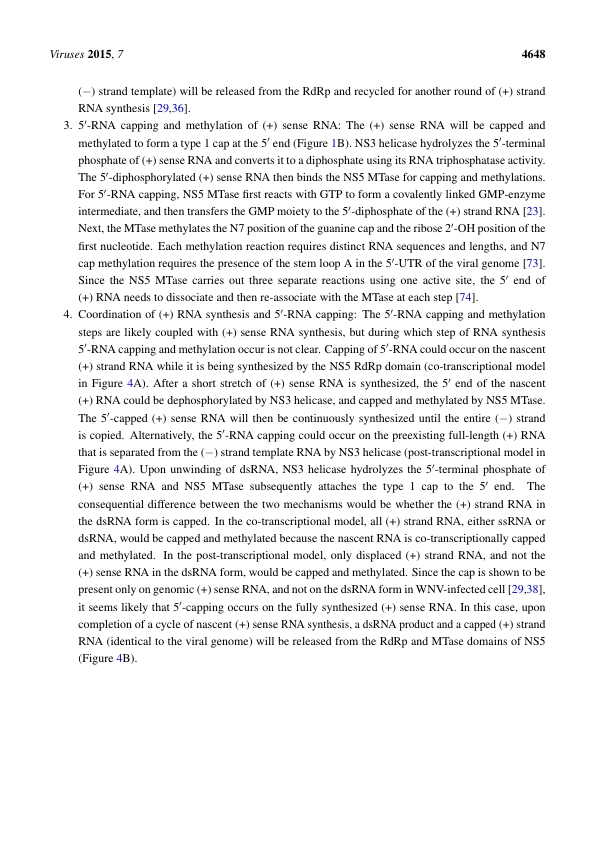 Viruses 2015, 7
4648
(−) strand template) will be released from the RdRp and recycled for another round of (+) strand
RNA synthesis [29,36].
3. 5′-RNA capping and methylation of (+) sense RNA: The (+) sense RNA will be capped and
methylated to form a type 1 cap at the 5′ end (Figure 1B). NS3 helicase hydrolyzes the 5′-terminal
phosphate of (+) sense RNA and converts it to a diphosphate using its RNA triphosphatase activity.
The 5′-diphosphorylated (+) sense RNA then binds the NS5 MTase for capping and methylations.
For 5′-RNA capping, NS5 MTase first reacts with GTP to form a covalently linked GMP-enzyme
intermediate, and then transfers the GMP moiety to the 5′-diphosphate of the (+) strand RNA [23].
Next, the MTase methylates the N7 position of the guanine cap and the ribose 2′-OH position of the
first nucleotide. Each methylation reaction requires distinct RNA sequences and lengths, and N7
cap methylation requires the presence of the stem loop A in the 5′-UTR of the viral genome [73].
Since the NS5 MTase carries out three separate reactions using one active site, the 5′ end of
(+) RNA needs to dissociate and then re-associate with the MTase at each step [74].
4. Coordination of (+) RNA synthesis and 5′-RNA capping: The 5′-RNA capping and methylation
steps are likely coupled with (+) sense RNA synthesis, but during which step of RNA synthesis
5′-RNA capping and methylation occur is not clear. Capping of 5′-RNA could occur on the nascent
(+) strand RNA while it is being synthesized by the NS5 RdRp domain (co-transcriptional model
in Figure 4A). After a short stretch of (+) sense RNA is synthesized, the 5′ end of the nascent
(+) RNA could be dephosphorylated by NS3 helicase, and capped and methylated by NS5 MTase.
The 5′-capped (+) sense RNA will then be continuously synthesized until the entire (−) strand
is copied. Alternatively, the 5′-RNA capping could occur on the preexisting full-length (+) RNA
that is separated from the (−) strand template RNA by NS3 helicase (post-transcriptional model in
Figure 4A). Upon unwinding of dsRNA, NS3 helicase hydrolyzes the 5′-terminal phosphate of
(+) sense RNA and NS5 MTase subsequently attaches the type 1 cap to the 5′ end. The
consequential difference between the two mechanisms would be whether the (+) strand RNA in
the dsRNA form is capped. In the co-transcriptional model, all (+) strand RNA, either ssRNA or
dsRNA, would be capped and methylated because the nascent RNA is co-transcriptionally capped
and methylated. In the post-transcriptional model, only displaced (+) strand RNA, and not the
(+) sense RNA in the dsRNA form, would be capped and methylated. Since the cap is shown to be
present only on genomic (+) sense RNA, and not on the dsRNA form in WNV-infected cell [29,38],
it seems likely that 5′-capping occurs on the fully synthesized (+) sense RNA. In this case, upon
completion of a cycle of nascent (+) sense RNA synthesis, a dsRNA product and a capped (+) strand
RNA (identical to the viral genome) will be released from the RdRp and MTase domains of NS5
(Figure 4B).